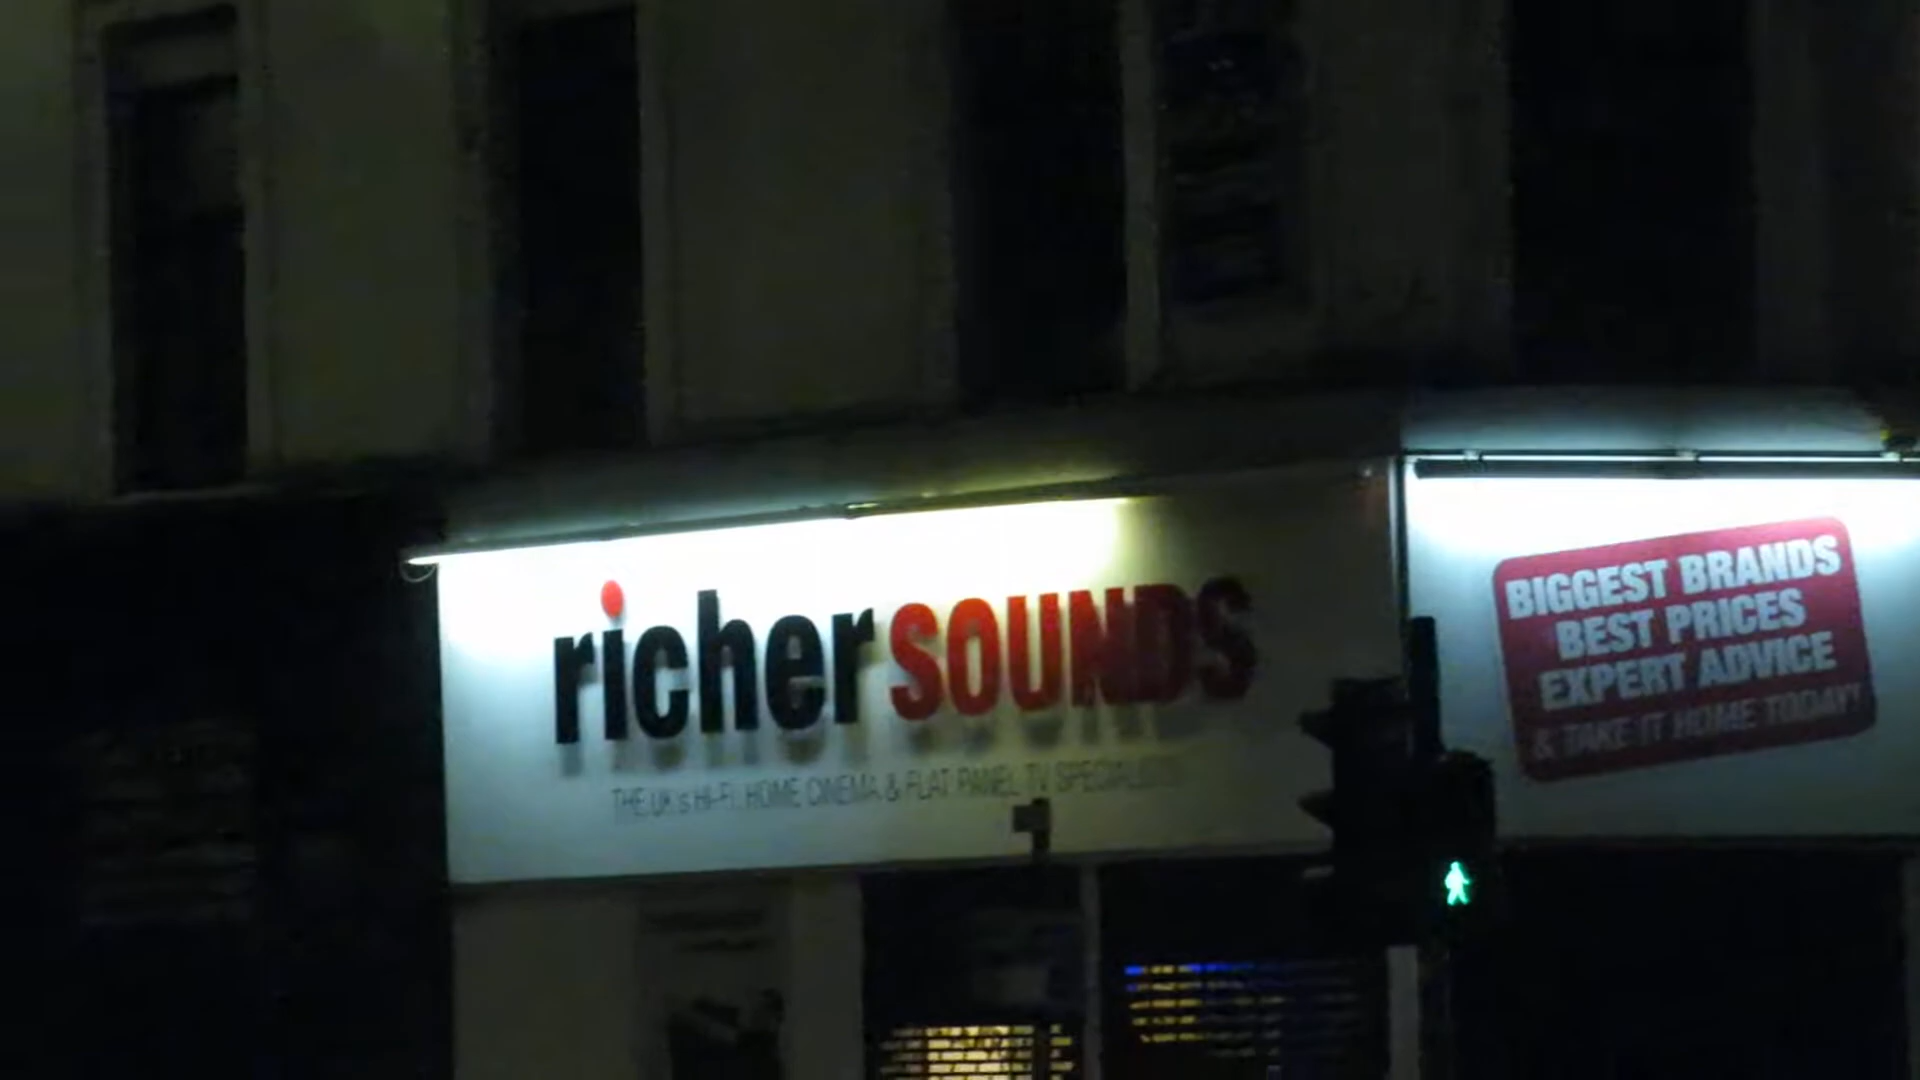 richer SOUNDS
THE UK's HI-FI, HOME CINEMA & FLAT PANEL TV SPECIALISTS
BIGGEST BRANDS
BEST PRICES
EXPERT ADVICE
& TAKE IT HOME TODAY!